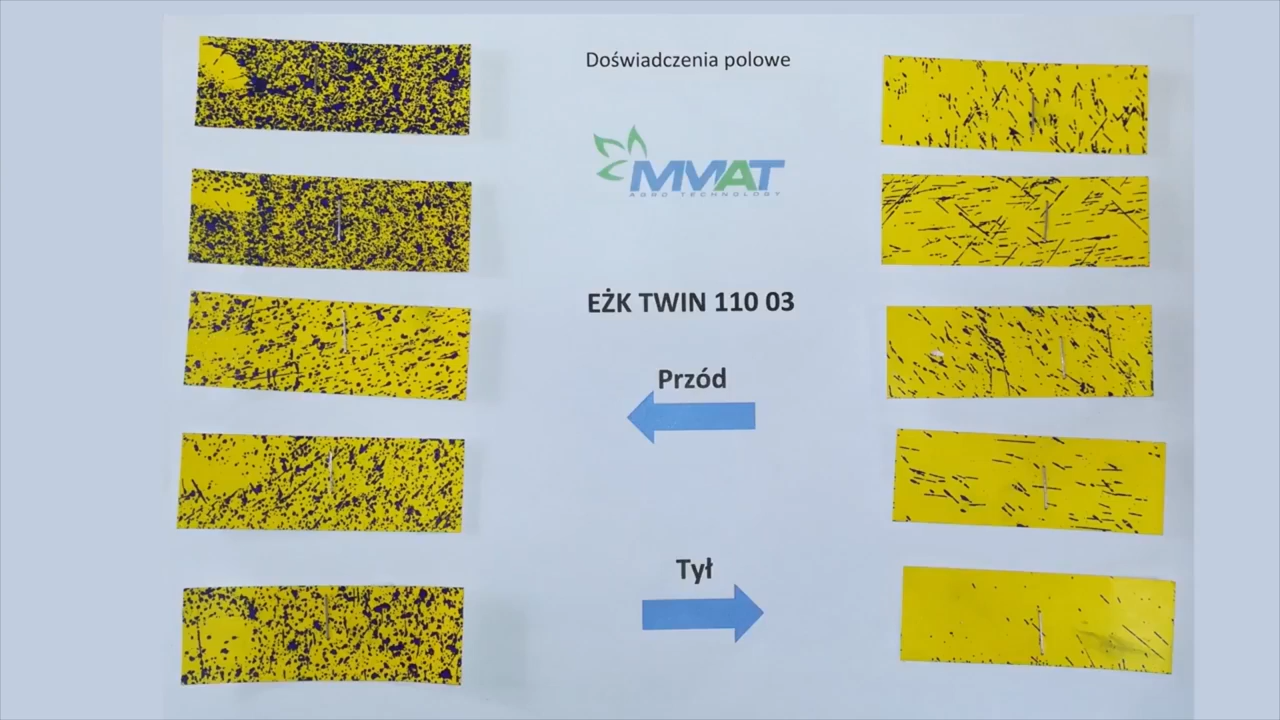 Doświadczenia polowe
MMAT
AGRO TECHNOLOGY
EŻK TWIN 110 03
Przód
Tył